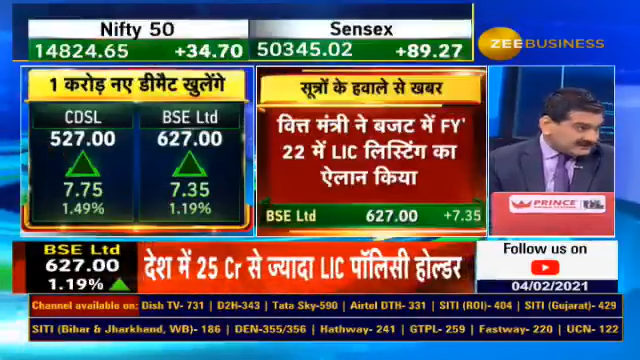 Nifty 50
14824.65 +34.70
Sensex
50345.02 +89.27
ZEEBUSINESS
1 करोड़ नए डीमैट खुलेंगे
CDSL
527.00
7.75
1.49%
BSE Ltd
627.00
7.35
1.19%
सूत्रों के हवाले से खबर
वित्त मंत्री ने बजट में FY'
22 में LIC लिस्टिंग का
ऐलान किया
BSE Ltd 627.00 +7.35
PRINCE
BSE Ltd
627.00
1.19%
देश में 25 Cr से ज्यादा LIC पॉलिसी होल्डर
Follow us on
04/02/2021
Channel available on: Dish TV- 731 | D2H-343 | Tata Sky-590 | Airtel DTH- 331 | SITI (ROI)- 404 | SITI (Gujarat)- 429
SITI (Bihar & Jharkhand, WB)- 186 | DEN-355/356 | Hathway- 241 | GTPL- 259 | Fastway- 220 | UCN- 122